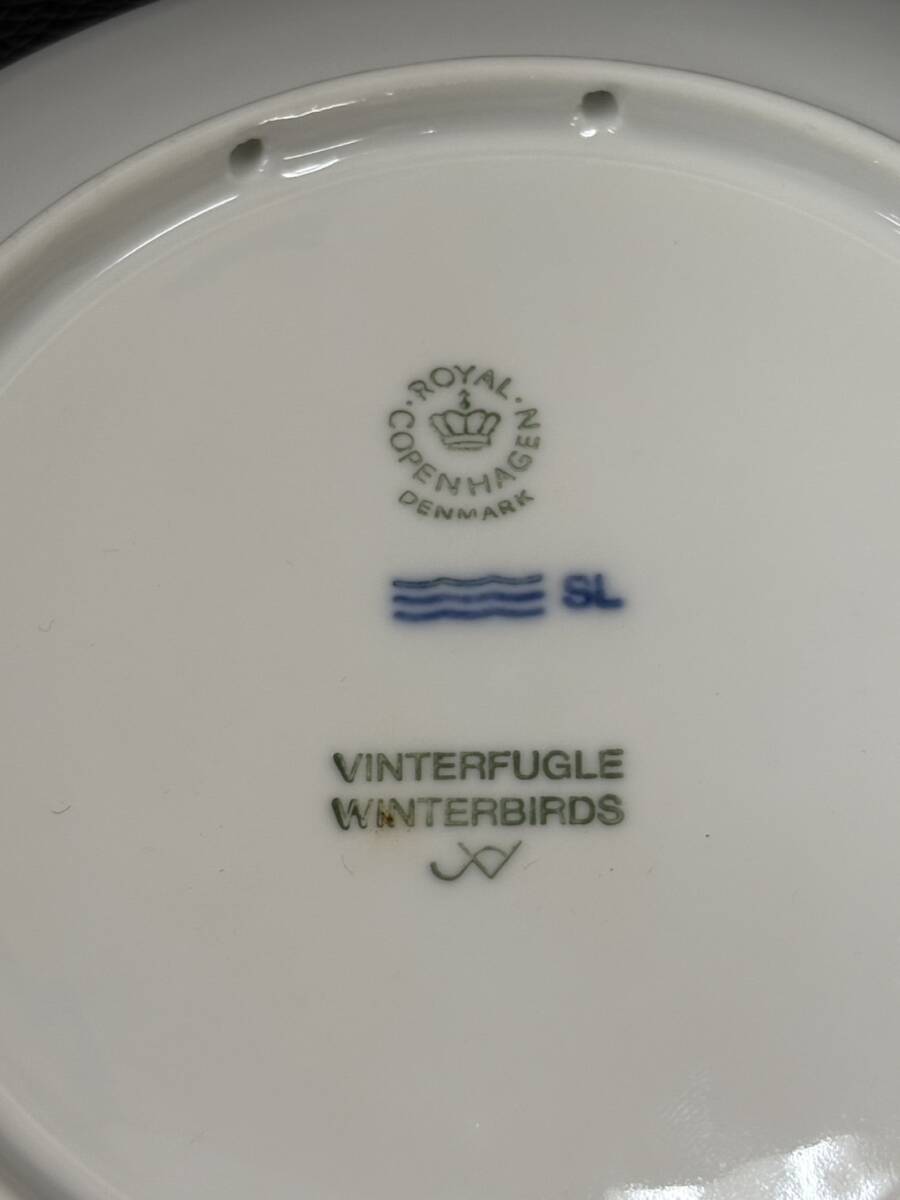 ROYAL
COPENHAGEN
DENMARK
SL
VINTERFUGLE
WINTERBIRDS